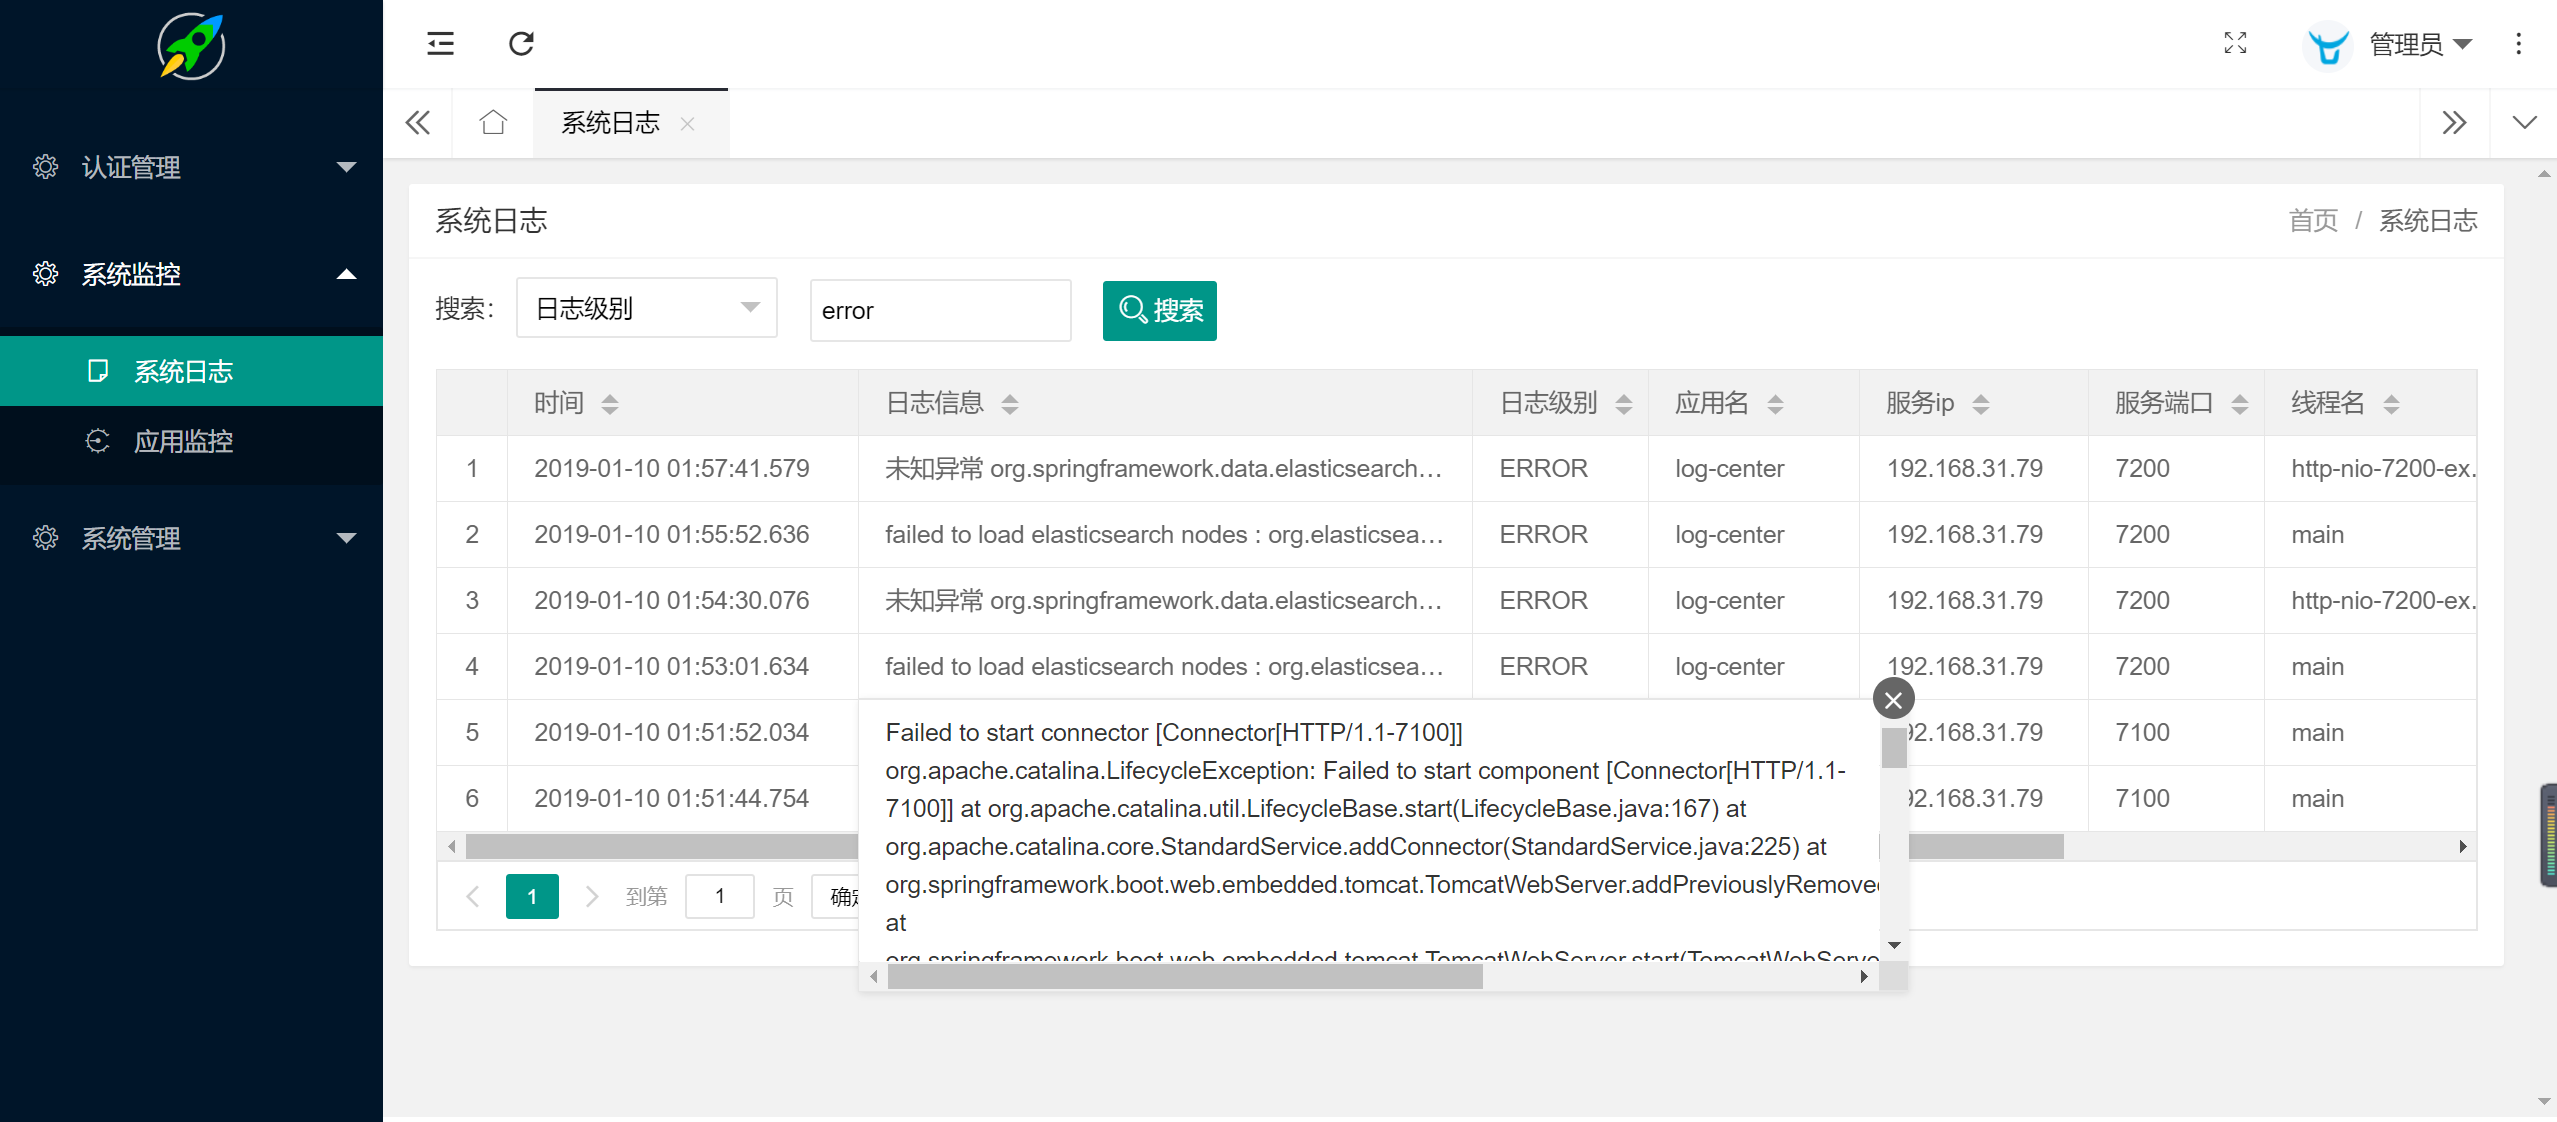 管理员
系统日志
认证管理
系统监控
系统日志
应用监控
系统管理
系统日志
首页 / 系统日志
搜索： 日志级别 error 搜索
时间 日志信息 日志级别 应用名 服务ip 服务端口 线程名
1 2019-01-10 01:57:41.579 未知异常 org.springframework.data.elasticsearch... ERROR log-center 192.168.31.79 7200 http-nio-7200-ex.
2 2019-01-10 01:55:52.636 failed to load elasticsearch nodes : org.elasticsea... ERROR log-center 192.168.31.79 7200 main
3 2019-01-10 01:54:30.076 未知异常 org.springframework.data.elasticsearch... ERROR log-center 192.168.31.79 7200 http-nio-7200-ex.
4 2019-01-10 01:53:01.634 failed to load elasticsearch nodes : org.elasticsea... ERROR log-center 192.168.31.79 7200 main
5 2019-01-10 01:51:52.034 92.168.31.79 7100 main
6 2019-01-10 01:51:44.754 92.168.31.79 7100 main
Failed to start connector [Connector[HTTP/1.1-7100]]
org.apache.catalina.LifecycleException: Failed to start component [Connector[HTTP/1.1-
7100]] at org.apache.catalina.util.LifecycleBase.start(LifecycleBase.java:167) at
org.apache.catalina.core.StandardService.addConnector(StandardService.java:225) at
org.springframework.boot.web.embedded.tomcat.TomcatWebServer.addPreviouslyRemove
at
org.springframework.boot.web.embedded.tomcat.TomcatWebServer.start(TomcatWebServe
1 到第 1 页 确